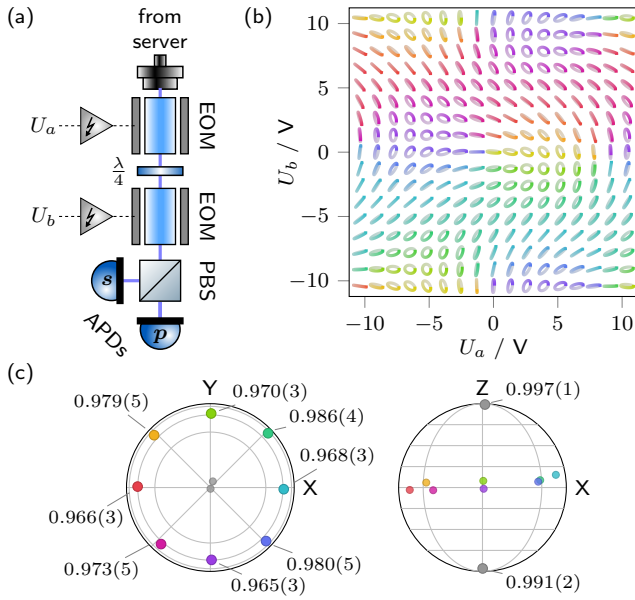 (a)
from
server
EOM
U_a
λ/4
EOM
U_b
PBS
s
APDs
p
(b)
U_b / V
10
5
0
−5
−10
−10
−5
0
5
10
U_a / V
(c)
Y
0.970(3)
0.979(5)
0.986(4)
0.968(3)
X
0.966(3)
0.973(5)
0.980(5)
0.965(3)
Z
0.997(1)
X
0.991(2)